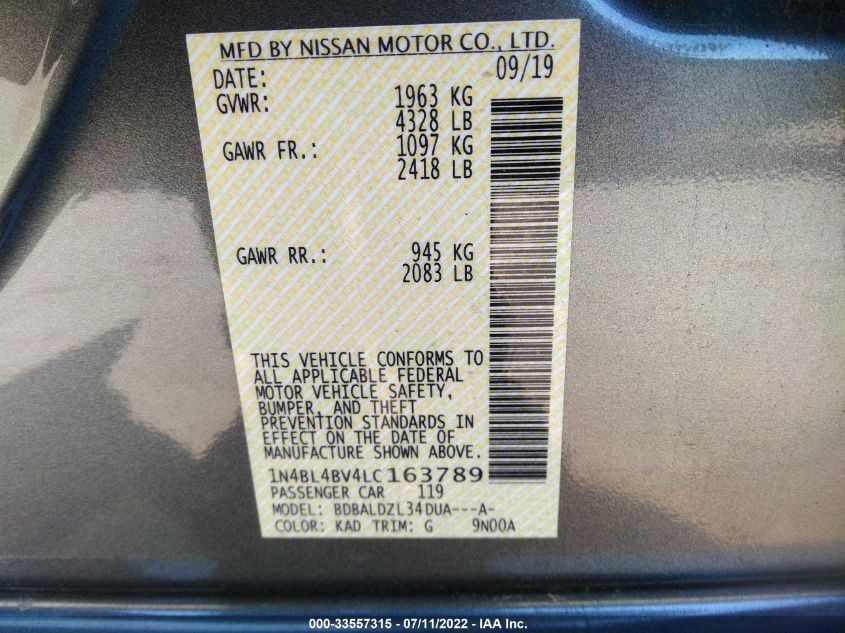 MFD BY NISSAN MOTOR CO., LTD.
DATE: 09/19
GVWR: 1963 KG
4328 LB
GAWR FR.: 1097 KG
2418 LB
GAWR RR.: 945 KG
2083 LB
THIS VEHICLE CONFORMS TO
ALL APPLICABLE FEDERAL
MOTOR VEHICLE SAFETY,
BUMPER, AND THEFT
PREVENTION STANDARDS IN
EFFECT ON THE DATE OF
MANUFACTURE SHOWN ABOVE.
1N4BL4BV4LC163789
PASSENGER CAR 119
MODEL: BDBALDZL34DUA---A-
COLOR: KAD TRIM: G 9N00A
000-33557315 - 07/11/2022 - IAA Inc.